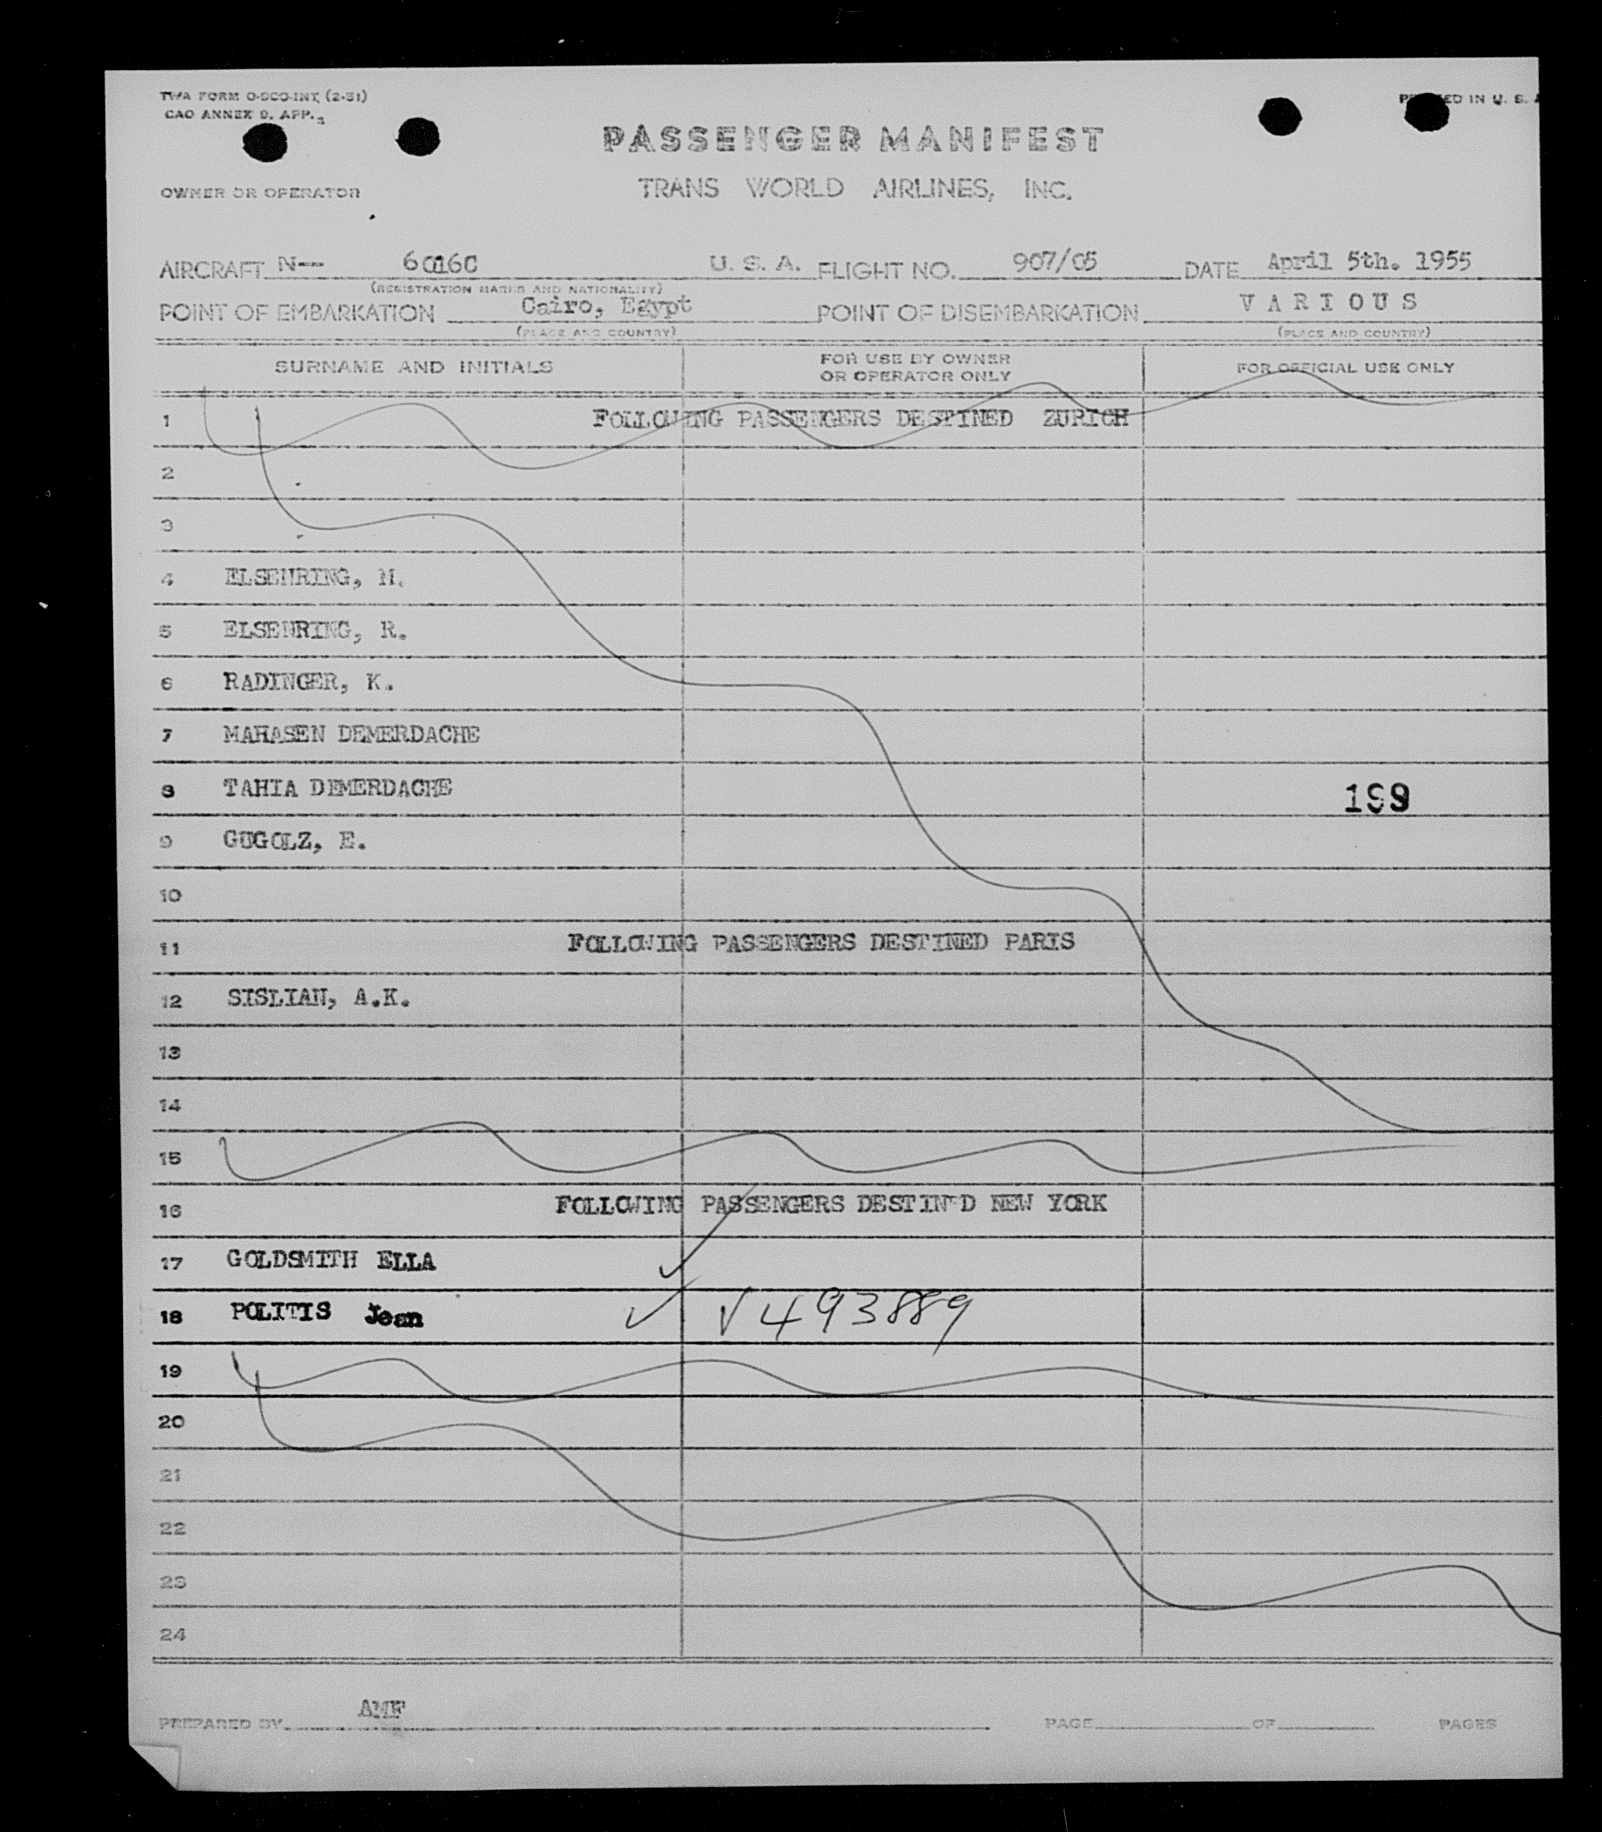 TWA FORM O-SCO-INT, (2-51)
CAO ANNEX 9. APP.
IN U. S. A
PASSENGER MANIFEST
OWNER OR OPERATOR
TRANS WORLD AIRLINES, INC.
AIRCRAFT N-- 6016C U. S. A. FLIGHT NO. 907/05 DATE April 5th. 1955
(REGISTRATION MARKS AND NATIONALITY)
POINT OF EMBARKATION Cairo, Egypt POINT OF DISEMBARKATION VARIOUS
(PLACE AND COUNTRY) (PLACE AND COUNTRY)
SURNAME AND INITIALS FOR USE BY OWNER OR OPERATOR ONLY FOR OFFICIAL USE ONLY
1 FOLLOWING PASSENGERS DESTINED ZURICH
2
3
4 ELSENRING, M.
5 ELSENRING, R.
6 RADINGER, K.
7 MAHASEN DEMERDACHE
8 TAHIA DEMERDACHE 199
9 GUGOLZ, E.
10
11 FOLLOWING PASSENGERS DESTINED PARIS
12 SISLIAN, A.K.
13
14
15
16 FOLLOWING PASSENGERS DESTIN D NEW YORK
17 GOLDSMITH ELLA ✓
18 POLITIS Jean ✓ √493889
19
20
21
22
23
24
PREPARED BY AMF PAGE OF PAGES